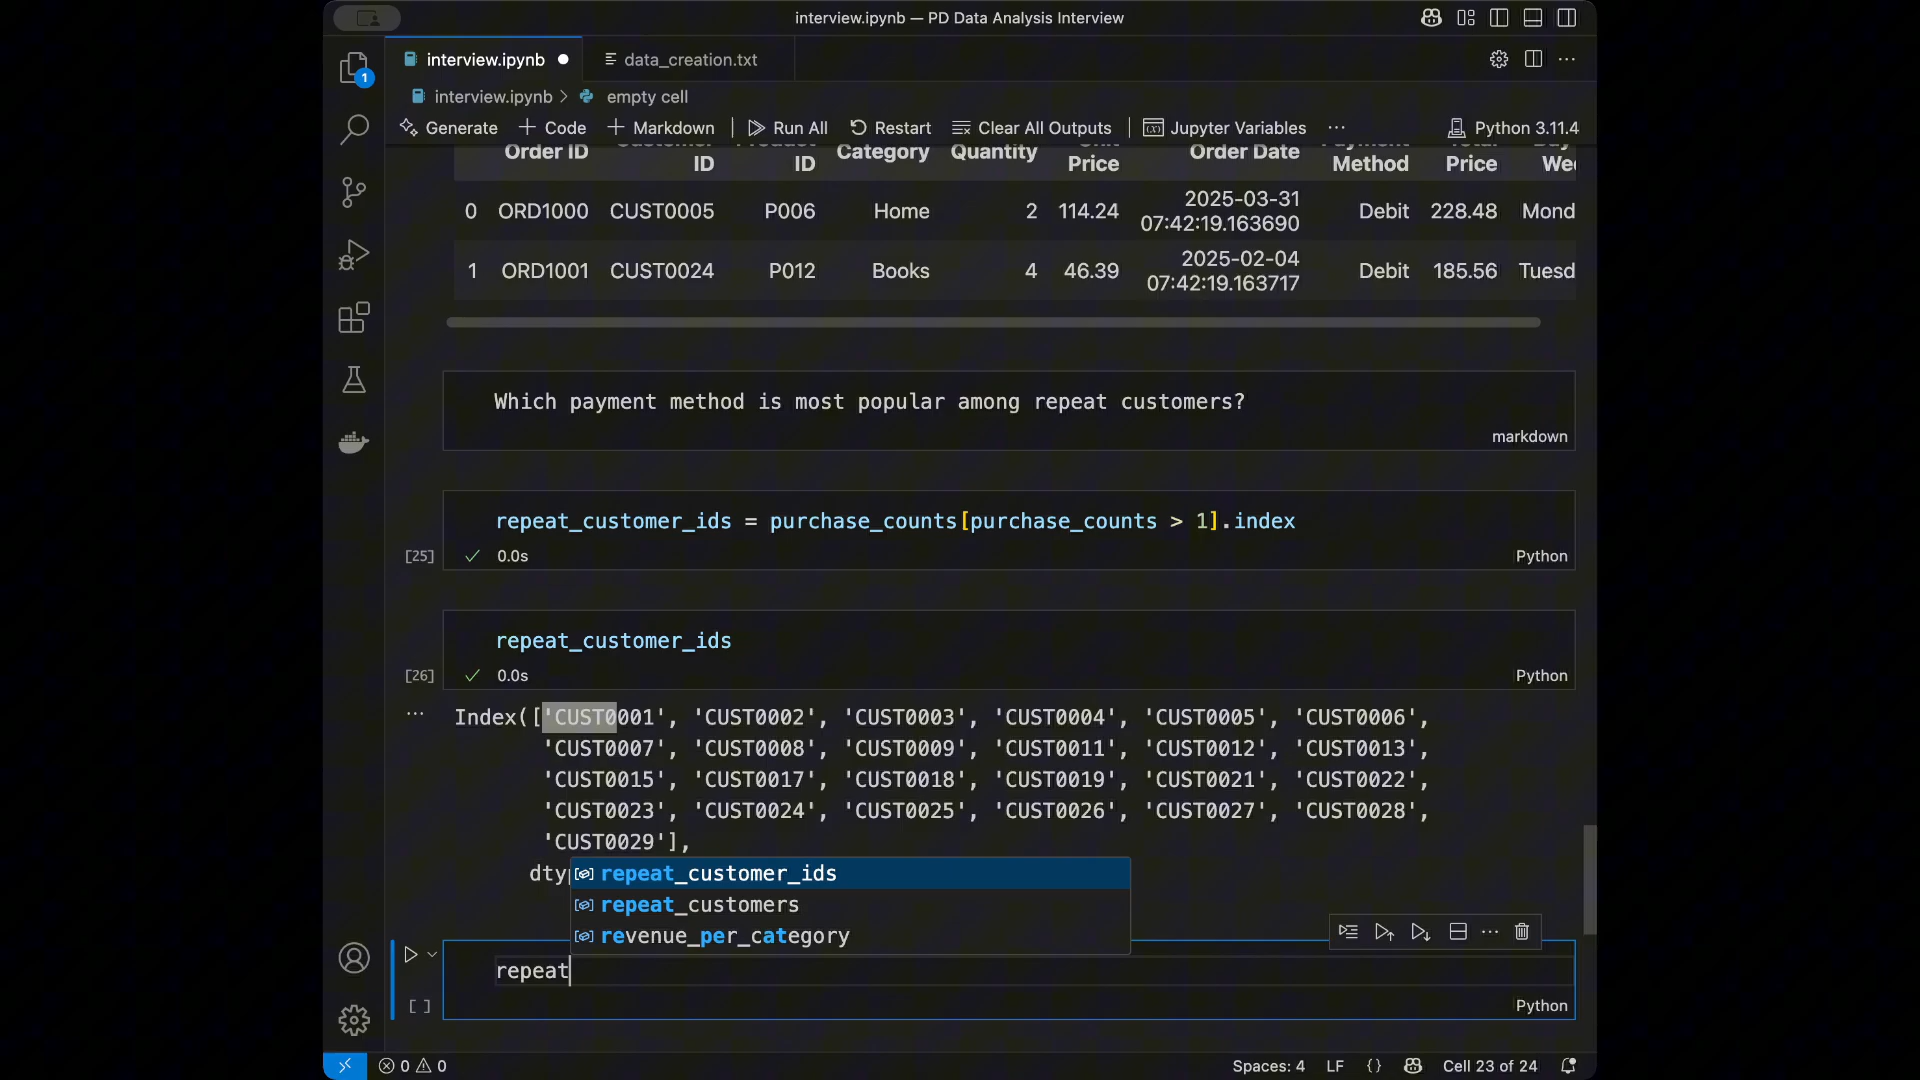 interview.ipynb — PD Data Analysis Interview
1
interview.ipynb
data_creation.txt
interview.ipynb > empty cell
Generate + Code + Markdown Run All Restart Clear All Outputs Jupyter Variables ... Python 3.11.4
Order ID ID ID Category Quantity Price Order Date Method Price
0 ORD1000 CUST0005 P006 Home 2 114.24 2025-03-31 07:42:19.163690 Debit 228.48 Mond
1 ORD1001 CUST0024 P012 Books 4 46.39 2025-02-04 07:42:19.163717 Debit 185.56 Tuesd
Which payment method is most popular among repeat customers?
markdown
repeat_customer_ids = purchase_counts[purchase_counts > 1].index
[25] 0.0s Python
repeat_customer_ids
[26] 0.0s Python
... Index(['CUST0001', 'CUST0002', 'CUST0003', 'CUST0004', 'CUST0005', 'CUST0006',
'CUST0007', 'CUST0008', 'CUST0009', 'CUST0011', 'CUST0012', 'CUST0013',
'CUST0015', 'CUST0017', 'CUST0018', 'CUST0019', 'CUST0021', 'CUST0022',
'CUST0023', 'CUST0024', 'CUST0025', 'CUST0026', 'CUST0027', 'CUST0028',
'CUST0029'],
repeat_customer_ids
repeat_customers
revenue_per_category
repeat
[ ] Python
0 0 Spaces: 4 LF {} Cell 23 of 24